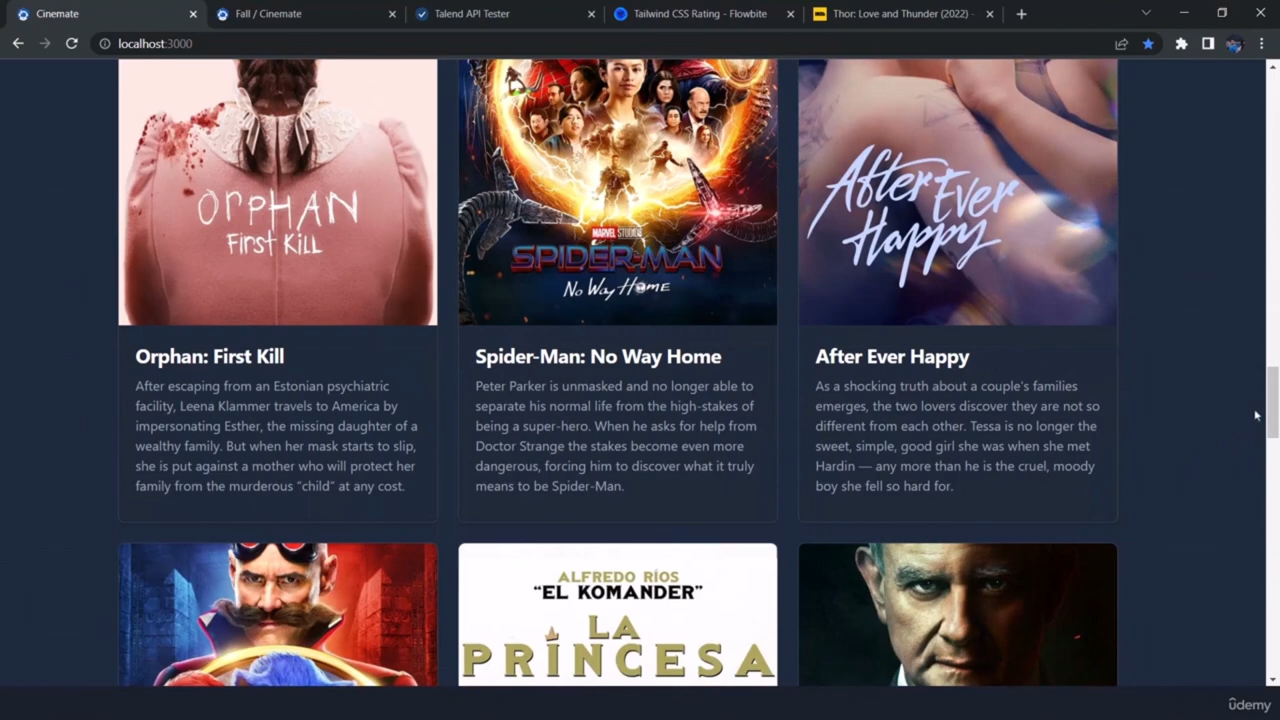 Cinemate
Fall / Cinemate
Talend API Tester
Tailwind CSS Rating - Flowbite
Thor: Love and Thunder (2022) -
localhost:3000
ORPHAN
First Kill
MARVEL STUDIOS
SPIDER-MAN
No Way Home
After Ever
Happy
Orphan: First Kill
After escaping from an Estonian psychiatric
facility, Leena Klammer travels to America by
impersonating Esther, the missing daughter of a
wealthy family. But when her mask starts to slip,
she is put against a mother who will protect her
family from the murderous “child” at any cost.
Spider-Man: No Way Home
Peter Parker is unmasked and no longer able to
separate his normal life from the high-stakes of
being a super-hero. When he asks for help from
Doctor Strange the stakes become even more
dangerous, forcing him to discover what it truly
means to be Spider-Man.
After Ever Happy
As a shocking truth about a couple's families
emerges, the two lovers discover they are not so
different from each other. Tessa is no longer the
sweet, simple, good girl she was when she met
Hardin — any more than he is the cruel, moody
boy she fell so hard for.
ALFREDO RÍOS
“EL KOMANDER”
LA
PRINCESA
ûdemy